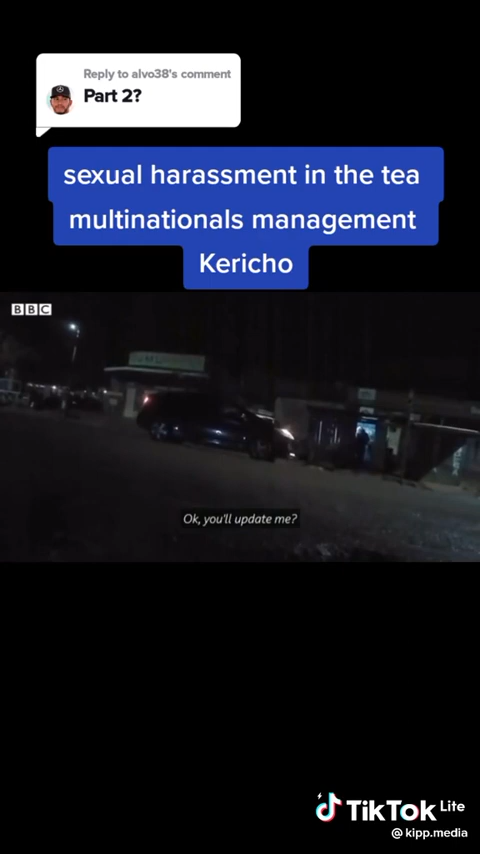 Reply to alvo38's comment
Part 2?
sexual harassment in the tea
multinationals management
Kericho
BBC
Ok, you'll update me?
TikTok Lite
@kipp.media